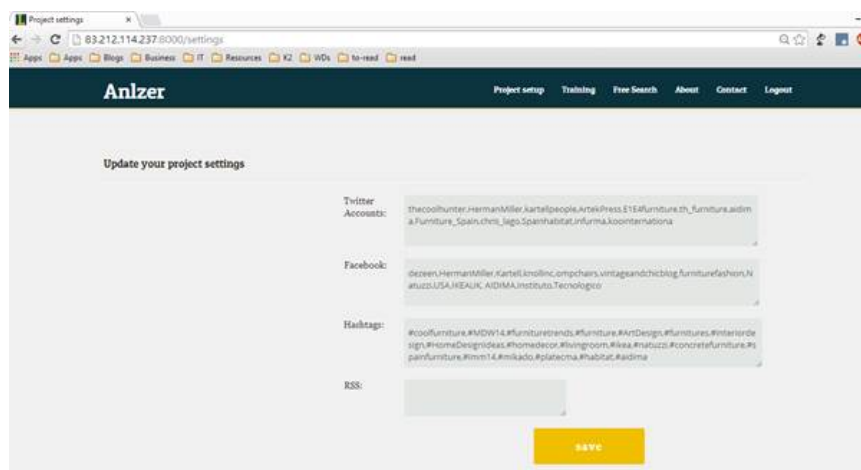 Project settings
83.212.114.237:8000/settings
Apps Apps Blogs Business IT Resources K2 WDs to-read read
Anlzer
Project setup Training Free Search About Contact Logout
Update your project settings
Twitter
Accounts:
thecoolhunter,HermanMiller,kartellpeople,ArtekPress,E15furniture,th_furniture,aidim
a,Furniture_Spain,chris_lago,Spainhabitat,infurma,koointernationa
Facebook:
dezeen,HermanMiller,Kartell,knollinc,ompchairs,vintageandchicblog,furniturefashion,N
atuzzi,USA,IKEAUK, AIDIMA,Instituto,Tecnologico
Hashtags:
#coolfurniture,#MDW14,#furnituretrends,#furniture,#ArtDesign,#furnitures,#interiorde
sign,#HomeDesignIdeas,#homedecor,#livingroom,#ikea,#natuzzi,#concretefurniture,#s
painfurniture,#imm14,#mikado,#platecma,#habitat,#aidima
RSS:
save